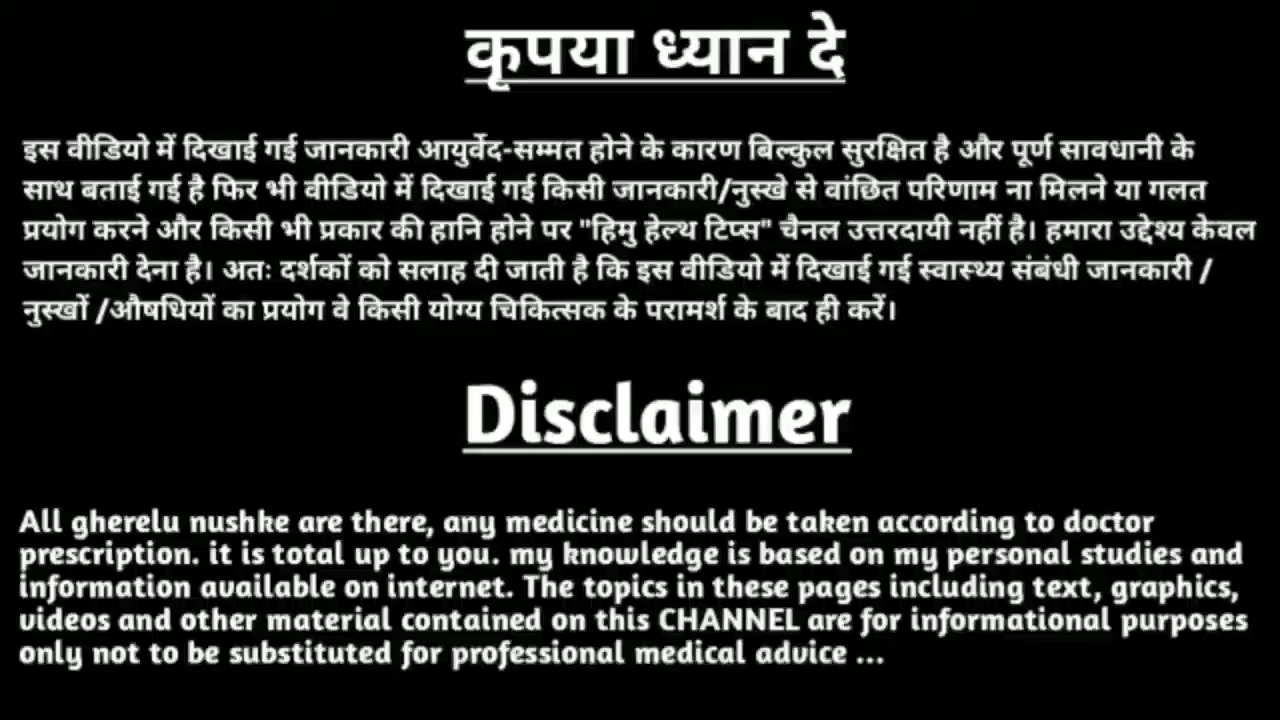 कृपया ध्यान दे
इस वीडियो में दिखाई गई जानकारी आयुर्वेद-सम्मत होने के कारण बिल्कुल सुरक्षित है और पूर्ण सावधानी के
साथ बताई गई है फिर भी वीडियो में दिखाई गई किसी जानकारी/नुस्खे से वांछित परिणाम ना मिलने या गलत
प्रयोग करने और किसी भी प्रकार की हानि होने पर "हिमु हेल्थ टिप्स" चैनल उत्तरदायी नहीं है। हमारा उद्देश्य केवल
जानकारी देना है। अतः दर्शकों को सलाह दी जाती है कि इस वीडियो में दिखाई गई स्वास्थ्य संबंधी जानकारी /
नुस्खों /औषधियों का प्रयोग वे किसी योग्य चिकित्सक के परामर्श के बाद ही करें।
Disclaimer
All gherelu nushke are there, any medicine should be taken according to doctor
prescription. it is total up to you. my knowledge is based on my personal studies and
information available on internet. The topics in these pages including text, graphics,
videos and other material contained on this CHANNEL are for informational purposes
only not to be substituted for professional medical advice ...